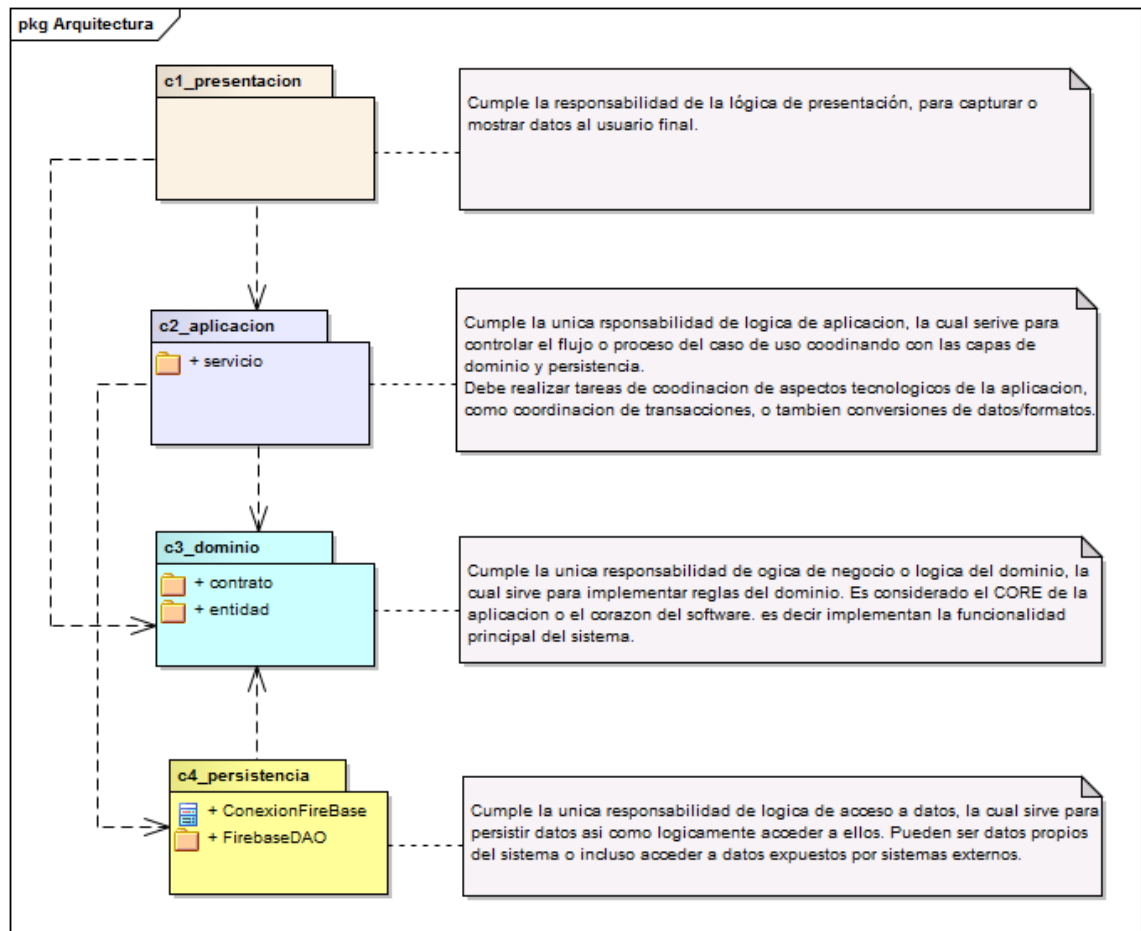 pkg Arquitectura
c1_presentacion
Cumple la responsabilidad de la lógica de presentación, para capturar o
mostrar datos al usuario final.
c2_aplicacion
+ servicio
Cumple la unica rsponsabilidad de logica de aplicacion, la cual serive para
controlar el flujo o proceso del caso de uso coodinando con las capas de
dominio y persistencia.
Debe realizar tareas de coodinacion de aspectos tecnologicos de la aplicacion,
como coordinacion de transacciones, o tambien conversiones de datos/formatos.
c3_dominio
+ contrato
+ entidad
Cumple la unica responsabilidad de ogica de negocio o logica del dominio, la
cual sirve para implementar reglas del dominio. Es considerado el CORE de la
aplicacion o el corazon del software. es decir implementan la funcionalidad
principal del sistema.
c4_persistencia
+ ConexionFireBase
+ FirebaseDAO
Cumple la unica responsabilidad de logica de acceso a datos, la cual sirve para
persistir datos asi como logicamente acceder a ellos. Pueden ser datos propios
del sistema o incluso acceder a datos expuestos por sistemas externos.